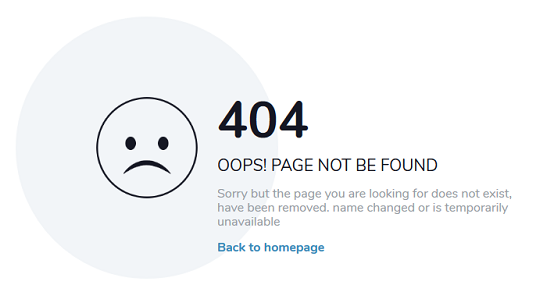 404
OOPS! PAGE NOT BE FOUND
Sorry but the page you are looking for does not exist,
have been removed. name changed or is temporarily
unavailable
Back to homepage